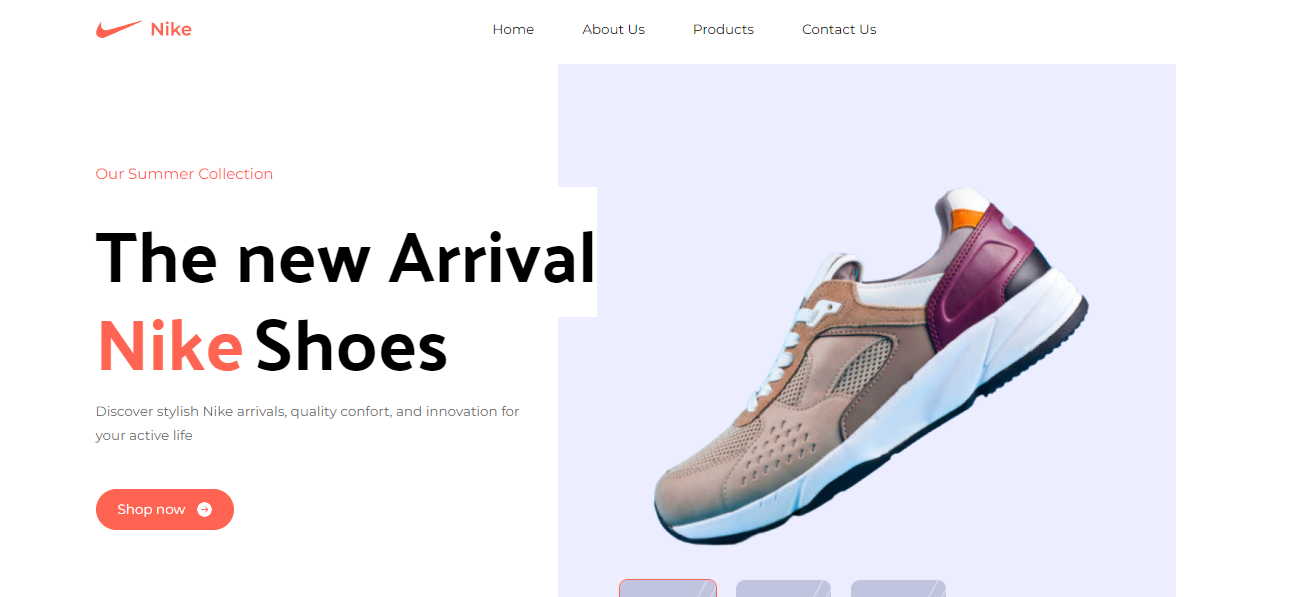 Nike
Home
About Us
Products
Contact Us
Our Summer Collection
The new Arrival
Nike Shoes
Discover stylish Nike arrivals, quality confort, and innovation for
your active life
Shop now